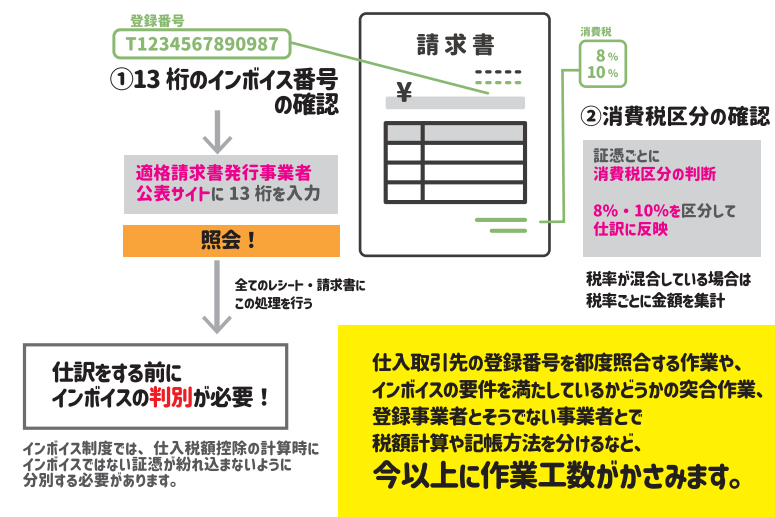 登録番号
T1234567890987
①13 桁のインボイス番号
の確認
適格請求書発行事業者
公表サイトに 13 桁を入力
照会！
全てのレシート・請求書に
この処理を行う
仕訳をする前に
インボイスの判別が必要！
インボイス制度では、仕入税額控除の計算時に
インボイスではない証憑が紛れ込まないように
分別する必要があります。
請求書
¥
消費税
8 %
10 %
②消費税区分の確認
証憑ごとに
消費税区分の判断
8%・10%を区分して
仕訳に反映
税率が混合している場合は
税率ごとに金額を集計
仕入取引先の登録番号を都度照合する作業や、
インボイスの要件を満たしているかどうかの突合作業、
登録事業者とそうでない事業者とで
税額計算や記帳方法を分けるなど、
今以上に作業工数がかさみます。